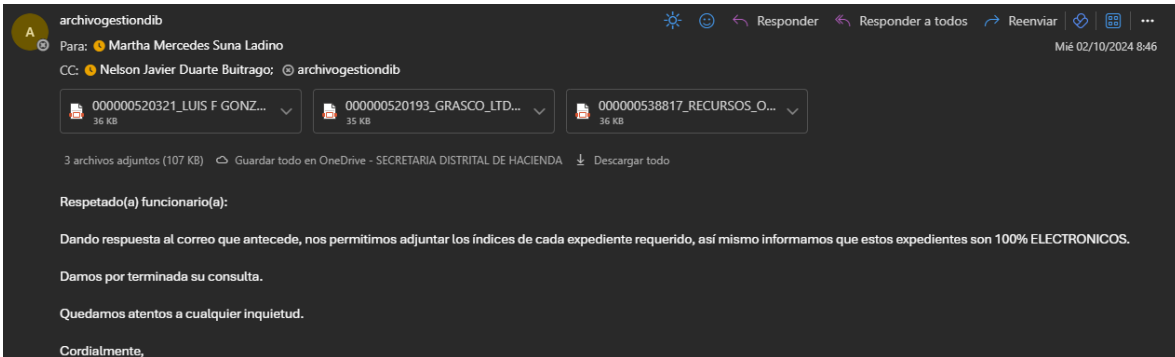 archivogestiondib
Responder
Responder a todos
Reenviar
A
Para: Martha Mercedes Suna Ladino
Mié 02/10/2024 8:46
CC: Nelson Javier Duarte Buitrago; archivogestiondib
000000520321_LUIS F GONZ...
36 KB
000000520193_GRASCO_LTD...
35 KB
000000538817_RECURSOS_O...
36 KB
3 archivos adjuntos (107 KB) Guardar todo en OneDrive - SECRETARIA DISTRITAL DE HACIENDA Descargar todo
Respetado(a) funcionario(a):
Dando respuesta al correo que antecede, nos permitimos adjuntar los índices de cada expediente requerido, así mismo informamos que estos expedientes son 100% ELECTRONICOS.
Damos por terminada su consulta.
Quedamos atentos a cualquier inquietud.
Cordialmente,